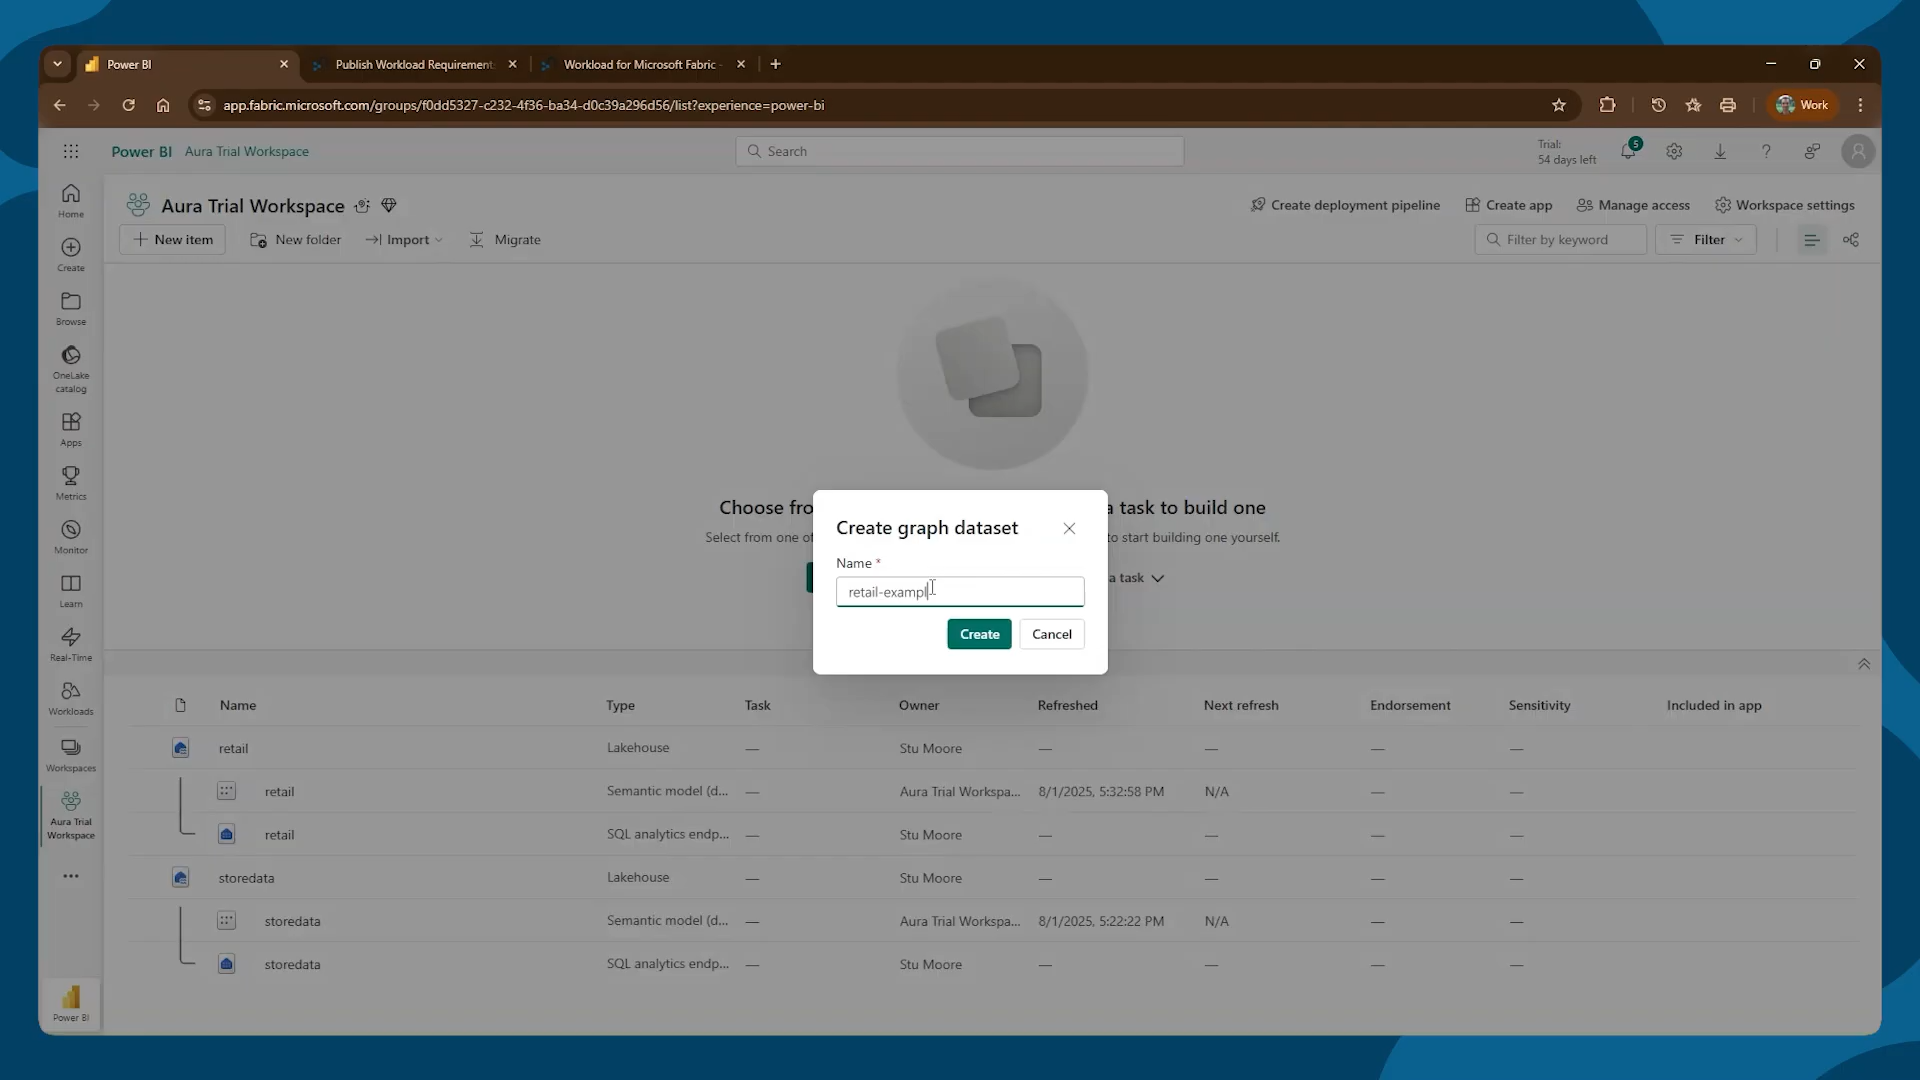 Power BI
Publish Workload Requirements
Workload for Microsoft Fabric -
app.fabric.microsoft.com/groups/f0dd5327-c232-4f36-ba34-d0c39a296d56/list?experience=power-bi
Work
Power BI Aura Trial Workspace
Search
Trial:
54 days left
5
Home
Create
Browse
OneLake
catalog
Apps
Metrics
Monitor
Learn
Real-Time
Workloads
Workspaces
Aura Trial
Workspace
Power BI
Aura Trial Workspace
Create deployment pipeline
Create app
Manage access
Workspace settings
New item
New folder
Import
Migrate
Filter by keyword
Filter
Choose fro
a task to build one
Select from one of
to start building one yourself.
a task
Create graph dataset
Name *
retail-exampl
Create
Cancel
Name Type Task Owner Refreshed Next refresh Endorsement Sensitivity Included in app
retail Lakehouse — Stu Moore — — — —
retail Semantic model (d... — Aura Trial Workspa... 8/1/2025, 5:32:58 PM N/A — —
retail SQL analytics endp... — Stu Moore — — — —
storedata Lakehouse — Stu Moore — — — —
storedata Semantic model (d... — Aura Trial Workspa... 8/1/2025, 5:22:22 PM N/A — —
storedata SQL analytics endp... — Stu Moore — — — —